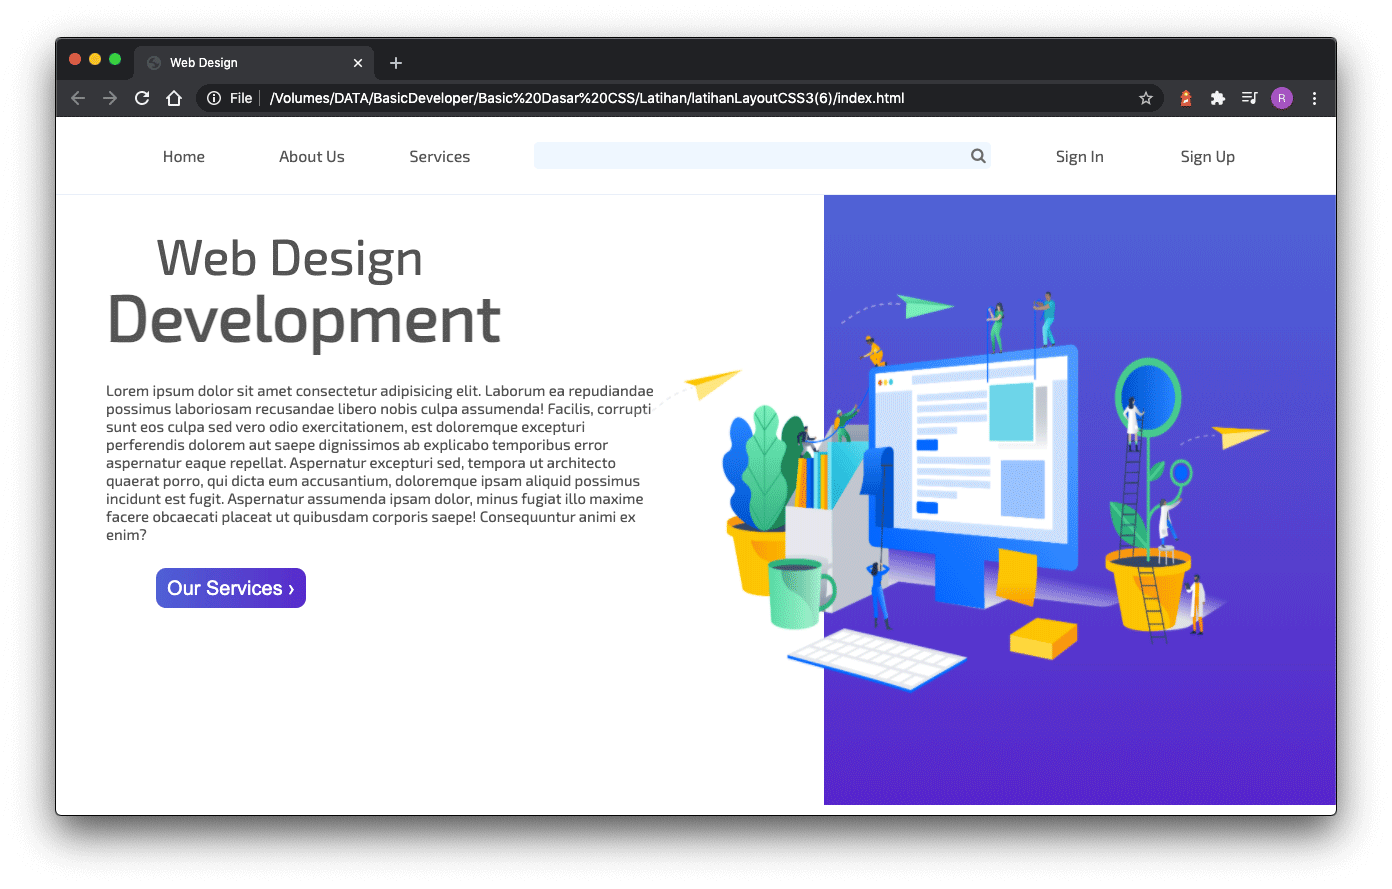 Web Design
File /Volumes/DATA/BasicDeveloper/Basic%20Dasar%20CSS/Latihan/latihanLayoutCSS3(6)/index.html
R
Home About Us Services Sign In Sign Up
Web Design
Development
Lorem ipsum dolor sit amet consectetur adipisicing elit. Laborum ea repudiandae
possimus laboriosam recusandae libero nobis culpa assumenda! Facilis, corrupti
sunt eos culpa sed vero odio exercitationem, est doloremque excepturi
perferendis dolorem aut saepe dignissimos ab explicabo temporibus error
aspernatur eaque repellat. Aspernatur excepturi sed, tempora ut architecto
quaerat porro, qui dicta eum accusantium, doloremque ipsam aliquid possimus
incidunt est fugit. Aspernatur assumenda ipsam dolor, minus fugiat illo maxime
facere obcaecati placeat ut quibusdam corporis saepe! Consequuntur animi ex
enim?
Our Services ›